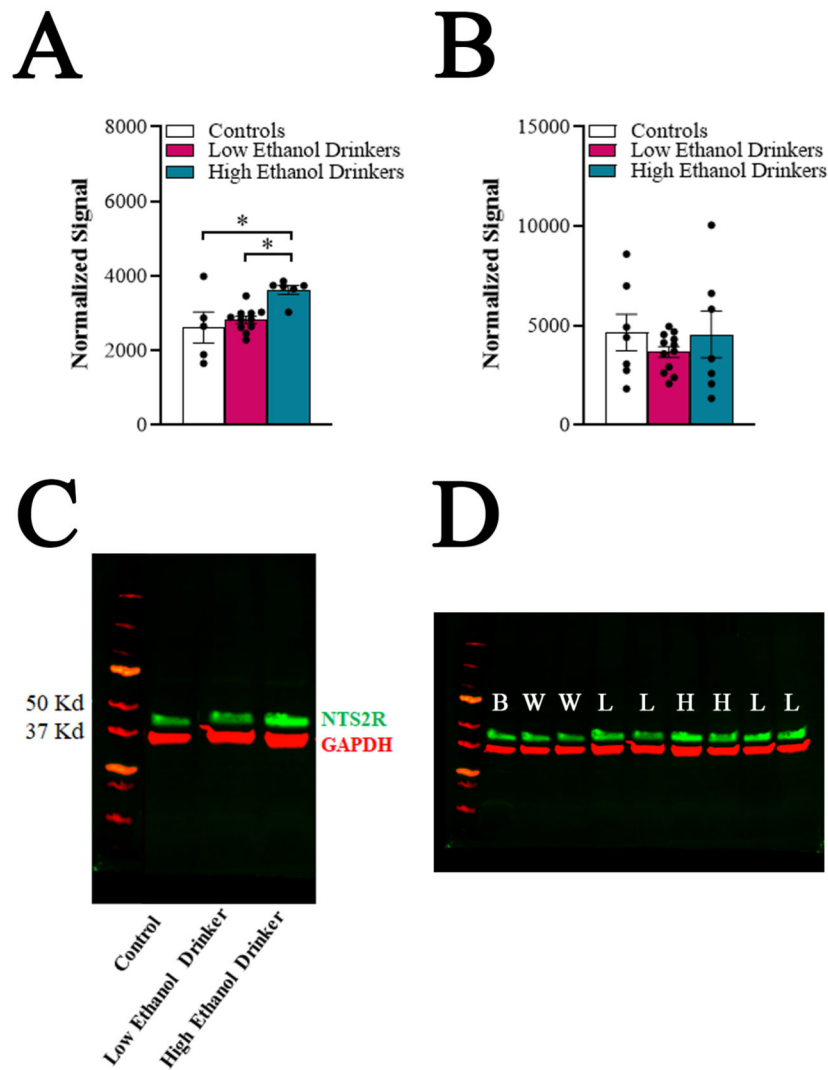 A
B
8000
6000
4000
2000
0
Normalized Signal
Controls
Low Ethanol Drinkers
High Ethanol Drinkers
*
*
15000
10000
5000
0
Normalized Signal
Controls
Low Ethanol Drinkers
High Ethanol Drinkers
C
D
50 Kd
37 Kd
NTS2R
GAPDH
Control
Low Ethanol Drinker
High Ethanol Drinker
B W W L L H H L L